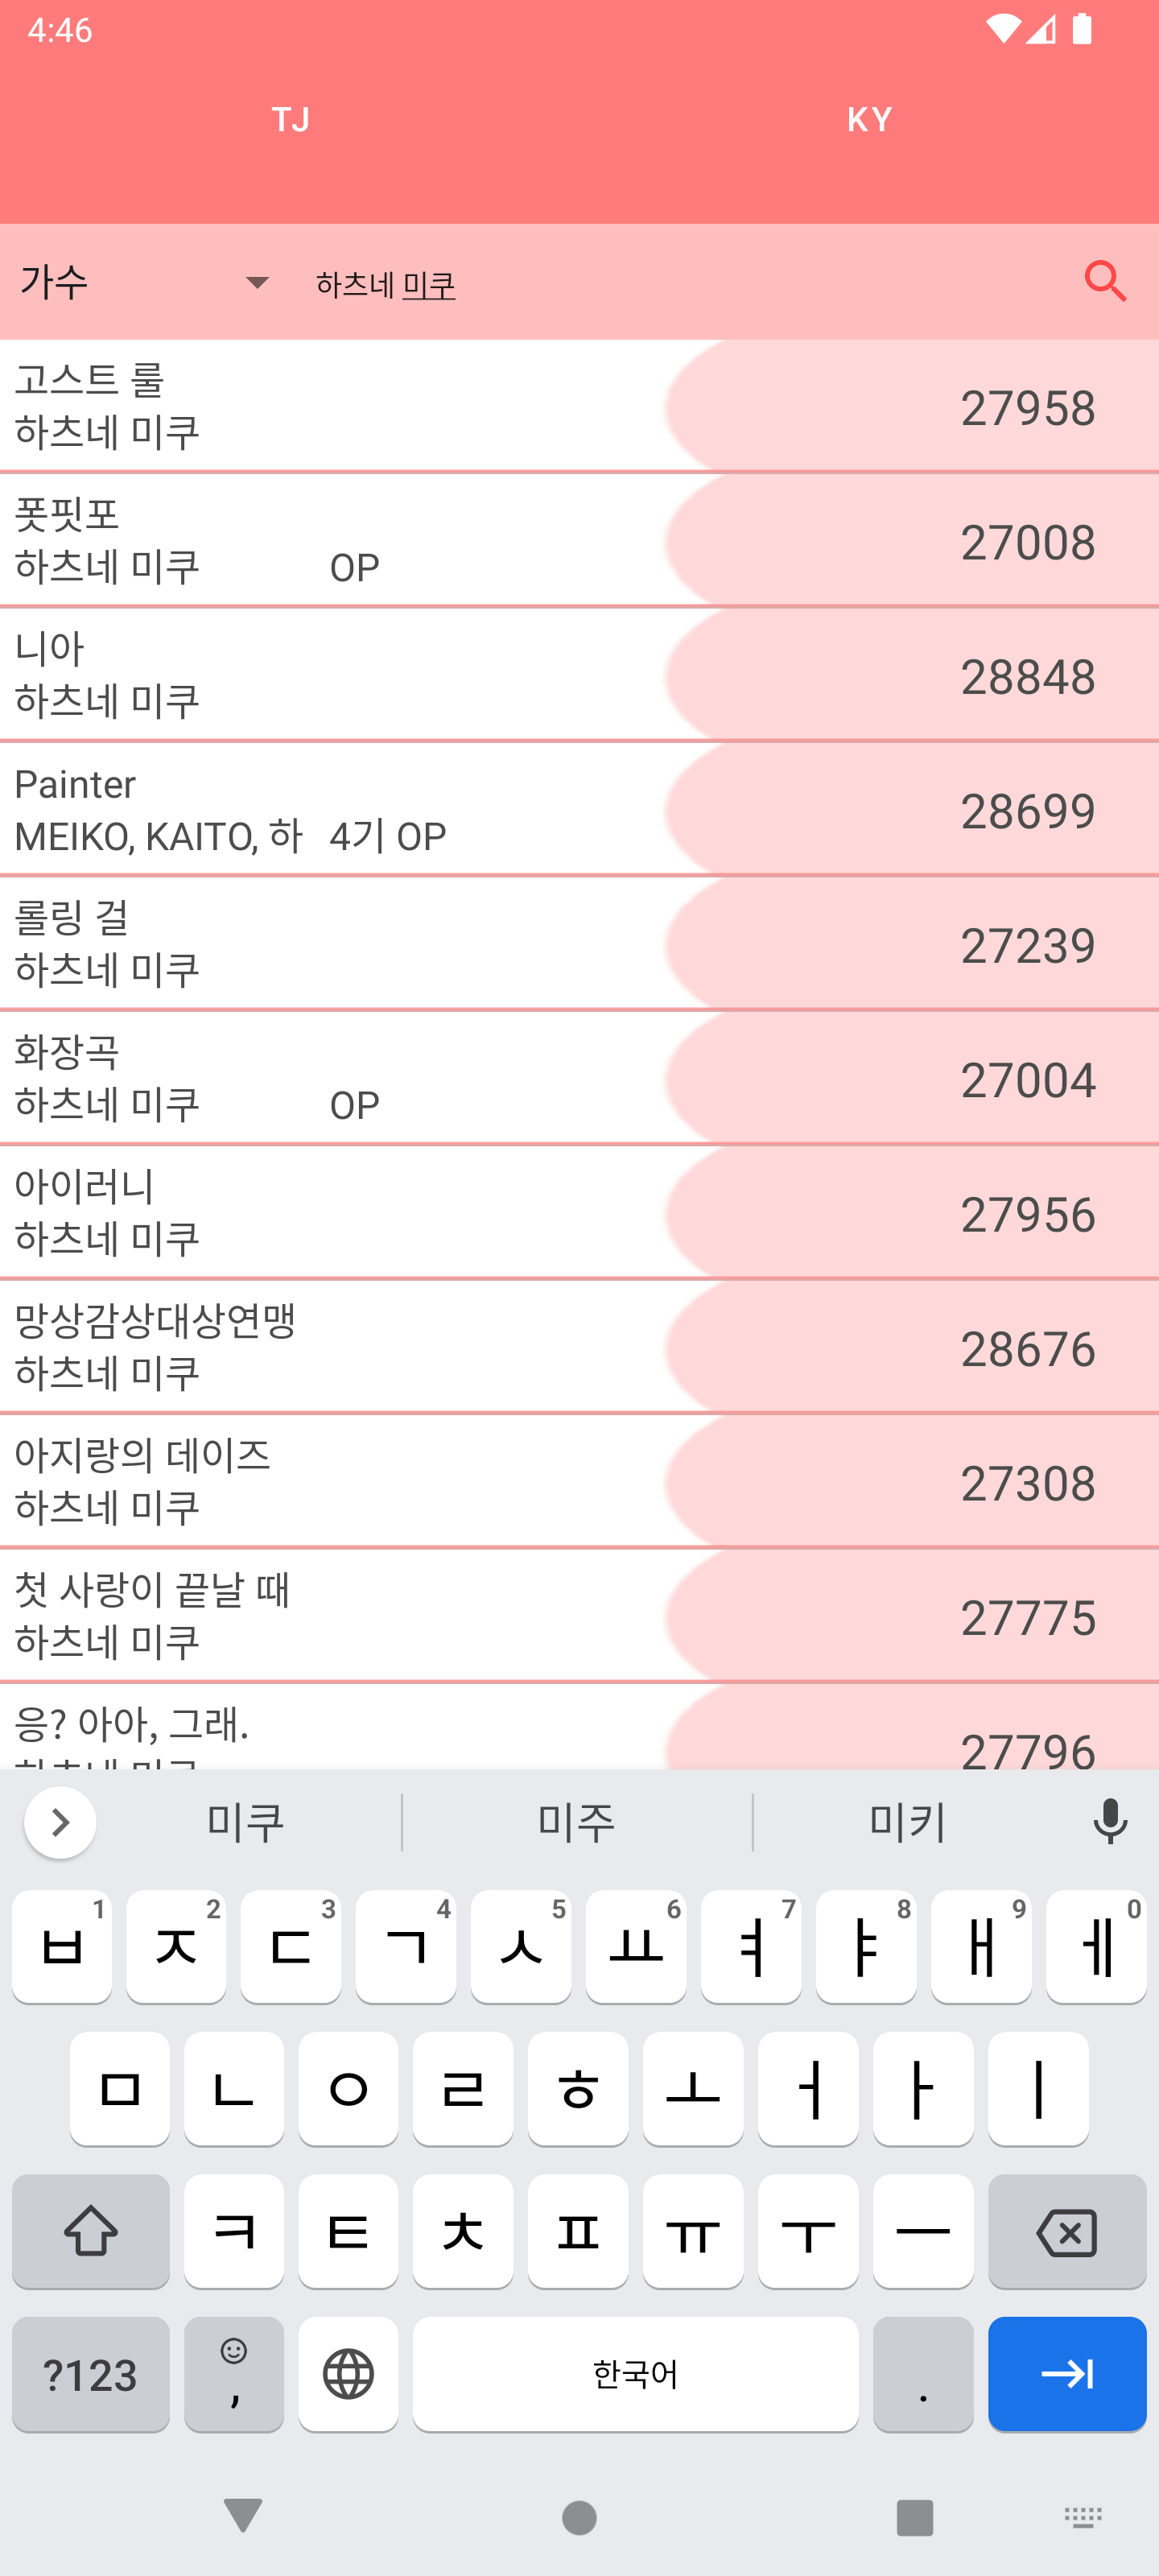 4:46
TJ
KY
가수
하츠네 미쿠
고스트 룰
하츠네 미쿠
27958
폿핏포
하츠네 미쿠 OP
27008
니아
하츠네 미쿠
28848
Painter
MEIKO, KAITO, 하 4기 OP
28699
롤링 걸
하츠네 미쿠
27239
화장곡
하츠네 미쿠 OP
27004
아이러니
하츠네 미쿠
27956
망상감상대상연맹
하츠네 미쿠
28676
아지랑의 데이즈
하츠네 미쿠
27308
첫 사랑이 끝날 때
하츠네 미쿠
27775
응? 아아, 그래.
하츠네 미쿠
27796
미쿠 미주 미키
1 2 3 4 5 6 7 8 9 0
ㅂ ㅈ ㄷ ㄱ ㅅ ㅛ ㅕ ㅑ ㅐ ㅔ
ㅁ ㄴ ㅇ ㄹ ㅎ ㅗ ㅓ ㅏ ㅣ
ㅋ ㅌ ㅊ ㅍ ㅠ ㅜ ㅡ
?123 , 한국어 .